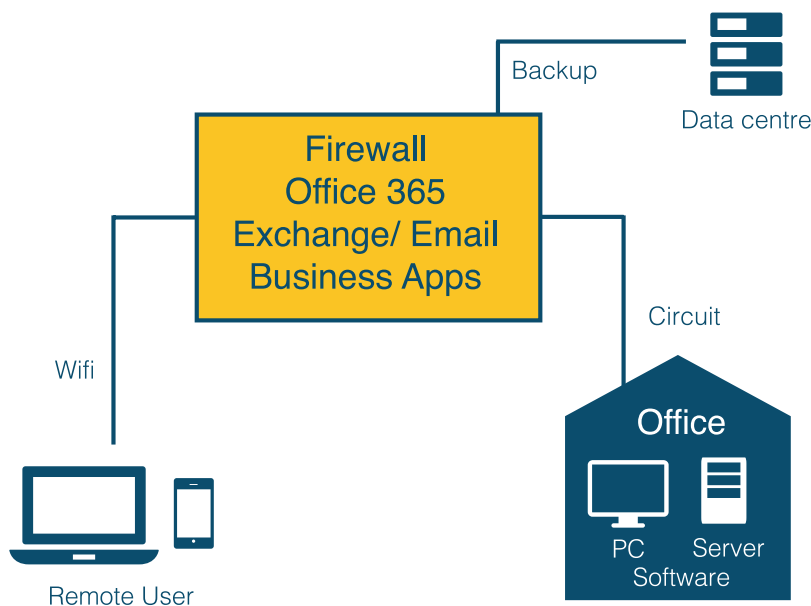 Backup
Data centre
Firewall
Office 365
Exchange/ Email
Business Apps
Circuit
Wifi
Office
PC
Server
Software
Remote User